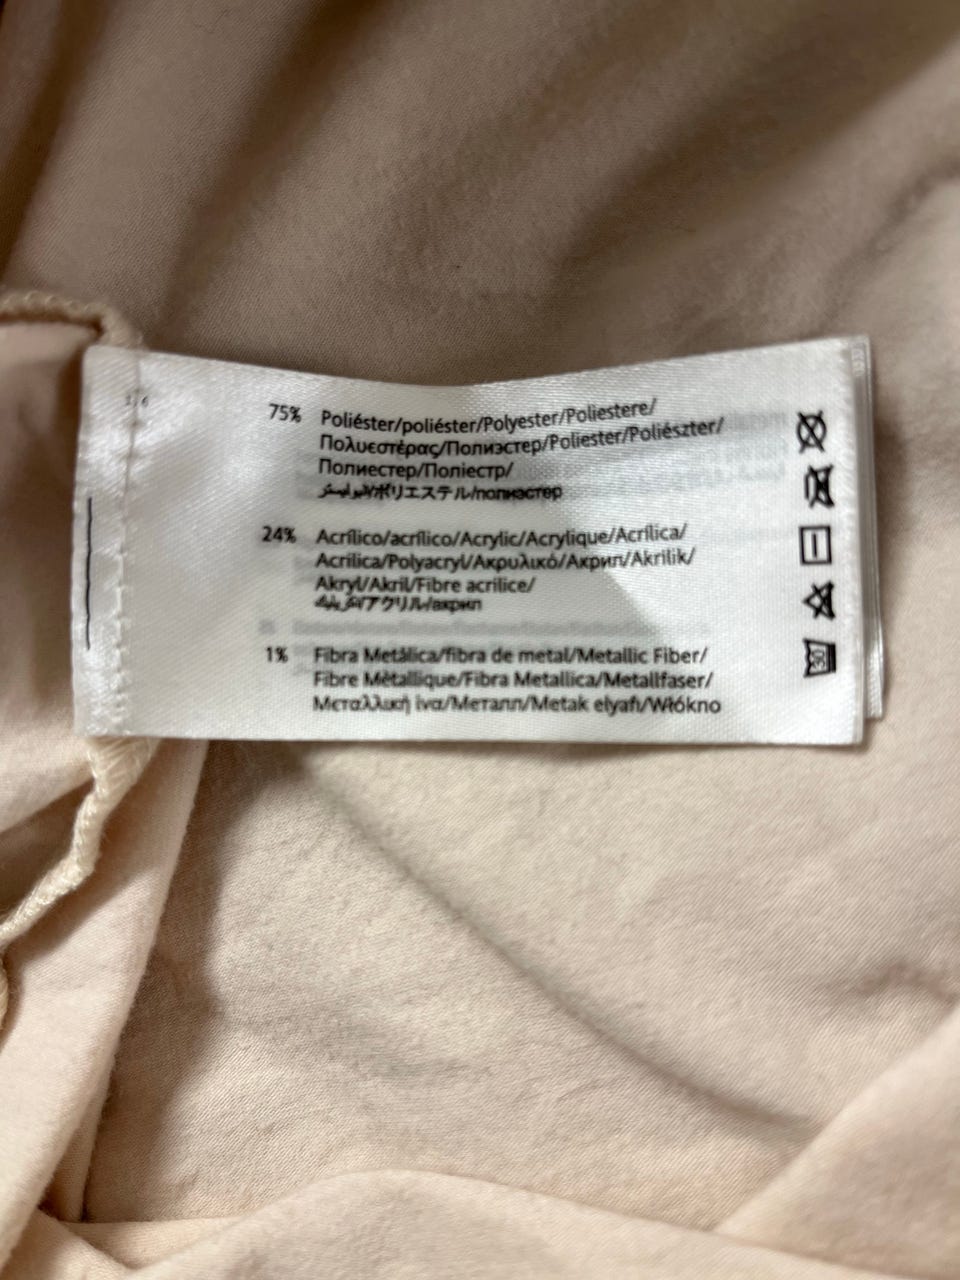 75% Poliéster/poliéster/Polyester/Poliestere/
Πολυεστέρας/Полиэстер/Poliester/Poliészter/
Полиестер/Поліестр/
بوليستر/ポリエステル/полиэстер
24% Acrílico/acrílico/Acrylic/Acrylique/Acrílica/
Acrilica/Polyacryl/Ακρυλικό/Акрил/Akrilik/
Akryl/Akril/Fibre acrilice/
アクリル/акрил
1% Fibra Metálica/fibra de metal/Metallic Fiber/
Fibre Métallique/Fibra Metallica/Metallfaser/
Μεταλλική ίνα/Металл/Metak elyafı/Włókno
30